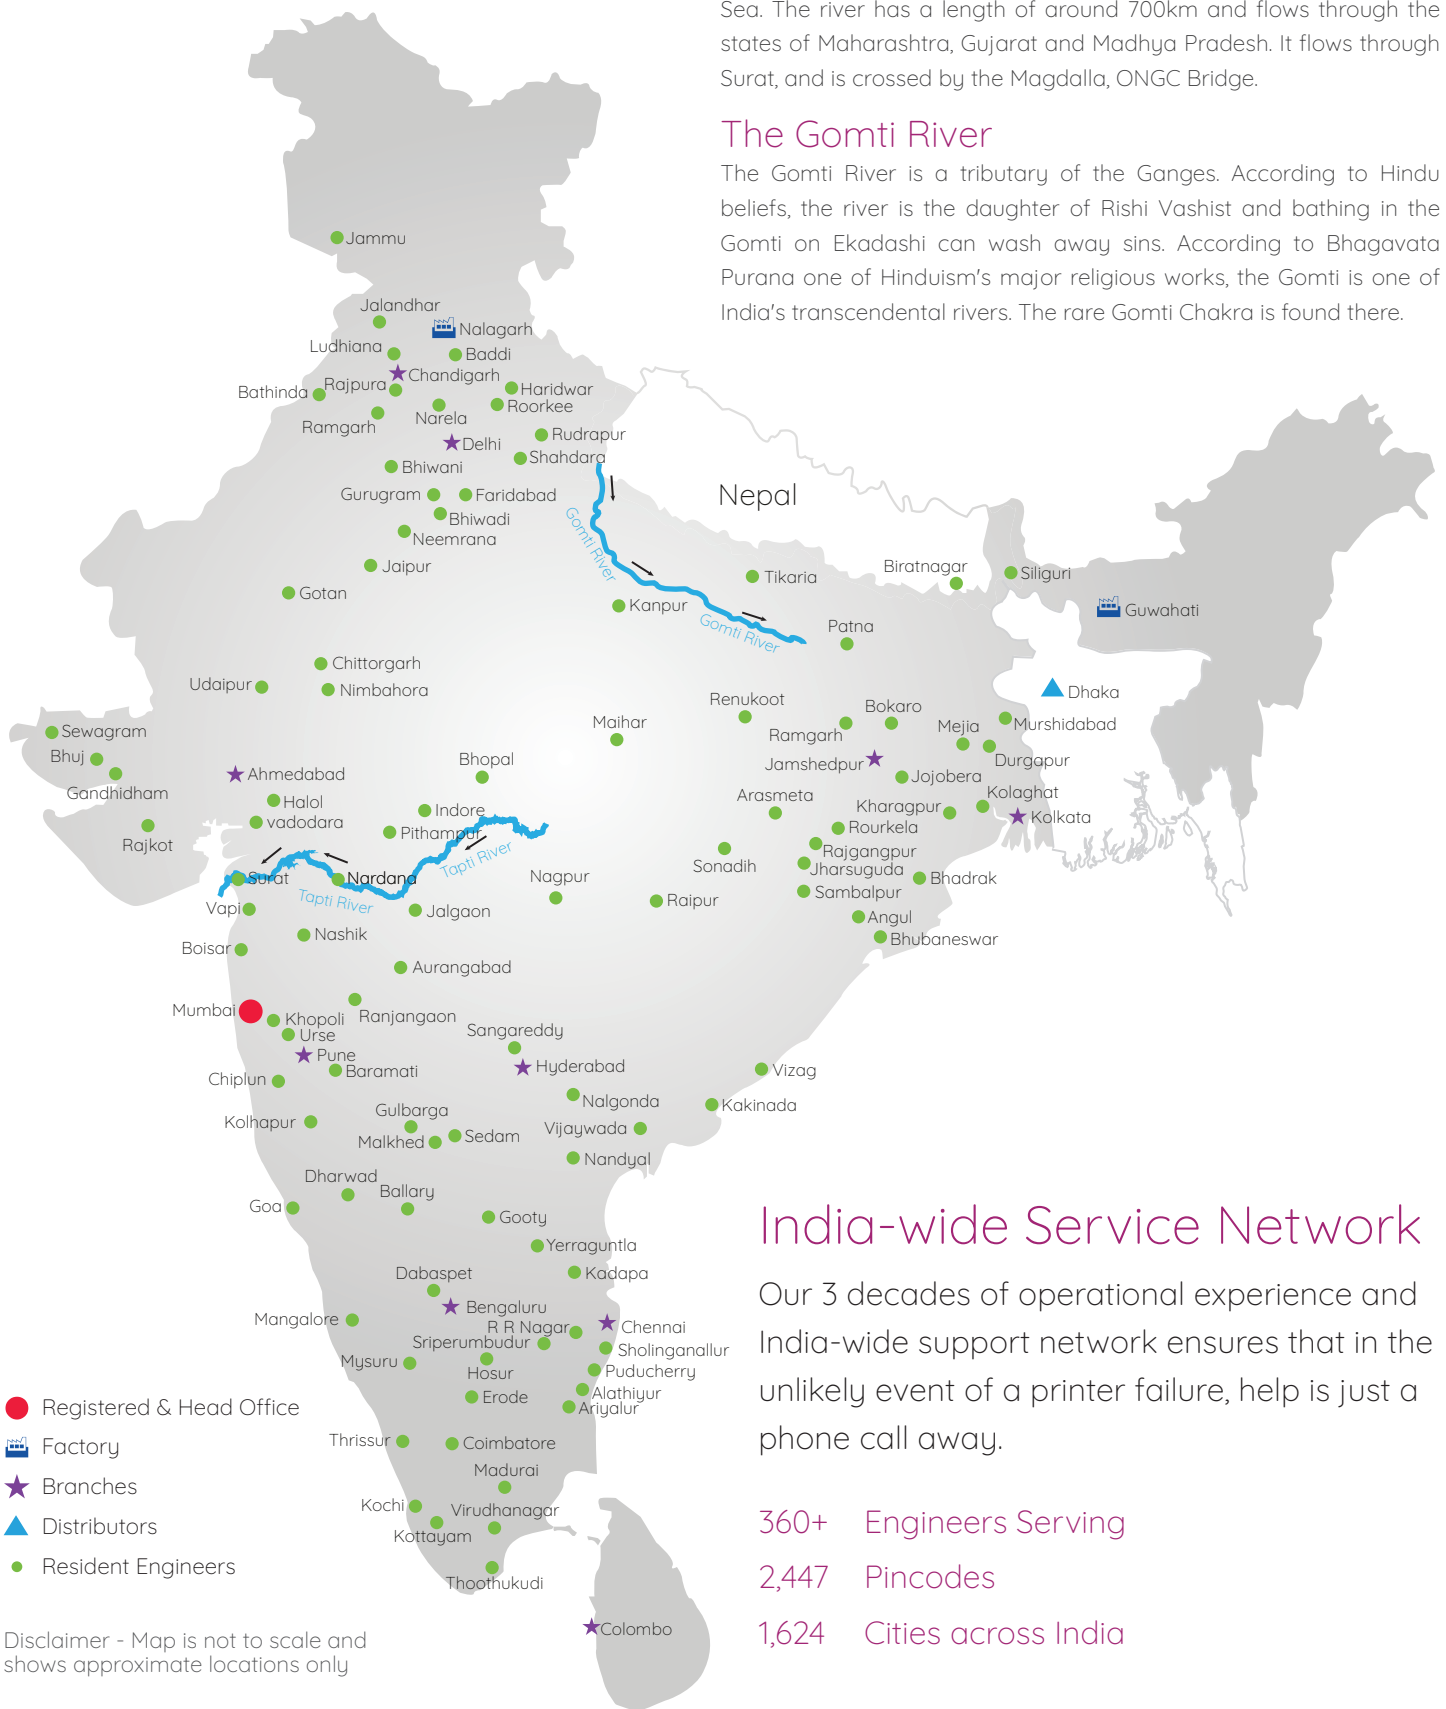 Sea. The river has a length of around 700km and flows through the
states of Maharashtra, Gujarat and Madhya Pradesh. It flows through
Surat, and is crossed by the Magdalla, ONGC Bridge.
The Gomti River
The Gomti River is a tributary of the Ganges. According to Hindu
beliefs, the river is the daughter of Rishi Vashist and bathing in the
Gomti on Ekadashi can wash away sins. According to Bhagavata
Purana one of Hinduism's major religious works, the Gomti is one of
India's transcendental rivers. The rare Gomti Chakra is found there.
Jammu
Jalandhar
Nalagarh
Ludhiana
Baddi
Chandigarh
Rajpura
Bathinda
Haridwar
Roorkee
Narela
Ramgarh
Rudrapur
Delhi
Shahdara
Bhiwani
Gurugram
Faridabad
Nepal
Bhiwadi
Neemrana
Gomti River
Jaipur
Biratnagar
Siliguri
Tikaria
Gotan
Kanpur
Guwahati
Gomti River
Patna
Chittorgarh
Udaipur
Nimbahora
Dhaka
Renukoot
Bokaro
Maihar
Mejia
Murshidabad
Sewagram
Ramgarh
Bhuj
Bhopal
Jamshedpur
Durgapur
Ahmedabad
Jojobera
Gandhidham
Halol
Arasmeta
Kolaghat
Indore
Kharagpur
Kolkata
vadodara
Pithampur
Rourkela
Rajkot
Rajgangpur
Tapti River
Sonadih
Jharsuguda
Surat
Nardana
Nagpur
Bhadrak
Sambalpur
Tapti River
Raipur
Vapi
Jalgaon
Angul
Nashik
Bhubaneswar
Boisar
Aurangabad
Mumbai
Khopoli
Ranjangaon
Urse
Sangareddy
Pune
Hyderabad
Baramati
Vizag
Chiplun
Nalgonda
Kakinada
Gulbarga
Kolhapur
Vijaywada
Malkhed
Sedam
Nandyal
Dharwad
Ballary
Goa
Gooty
Yerraguntla
Dabaspet
Kadapa
Bengaluru
Mangalore
R R Nagar
Chennai
Sriperumbudur
Sholinganallur
Mysuru
Hosur
Puducherry
Alathiyur
Erode
Ariyalur
Thrissur
Coimbatore
Madurai
Kochi
Virudhanagar
Kottayam
Thoothukudi
Colombo
India-wide Service Network
Our 3 decades of operational experience and
India-wide support network ensures that in the
unlikely event of a printer failure, help is just a
phone call away.
360+ Engineers Serving
2,447 Pincodes
1,624 Cities across India
Registered & Head Office
Factory
Branches
Distributors
Resident Engineers
Disclaimer - Map is not to scale and
shows approximate locations only